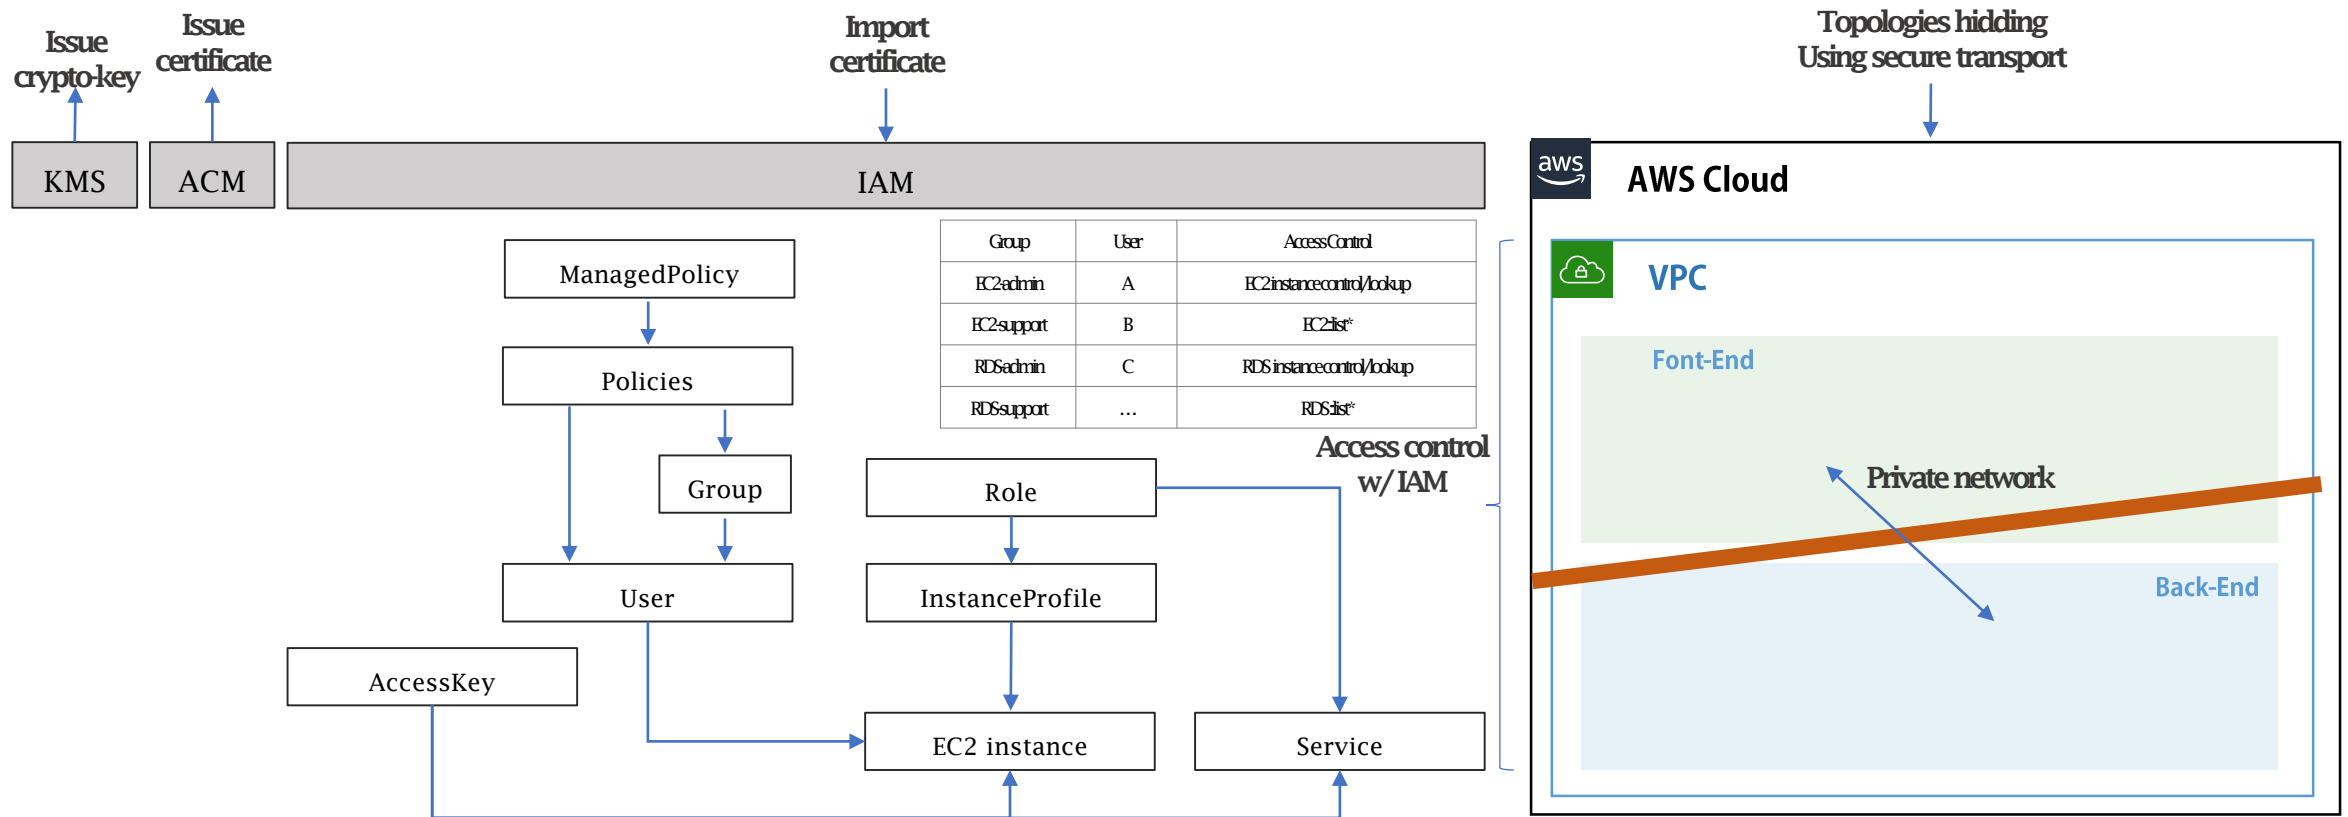 Issue
crypto-key
Issue
certificate
Import
certificate
Topologies hidding
Using secure transport
KMS
ACM
IAM
aws
AWS Cloud
Group User Access Control
EC2-admin A EC2 instance control/lookup
EC2-support B EC2:list*
RDS-admin C RDS instance control/lookup
RDS-support ... RDS:list*
ManagedPolicy
Policies
Group
User
AccessKey
Role
InstanceProfile
EC2 instance
Service
Access control
w/ IAM
VPC
Font-End
Private network
Back-End